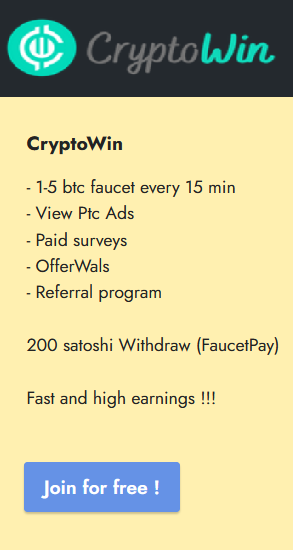 CryptoWin
CryptoWin
- 1-5 btc faucet every 15 min
- View Ptc Ads
- Paid surveys
- OfferWals
- Referral program
200 satoshi Withdraw (FaucetPay)
Fast and high earnings !!!
Join for free !